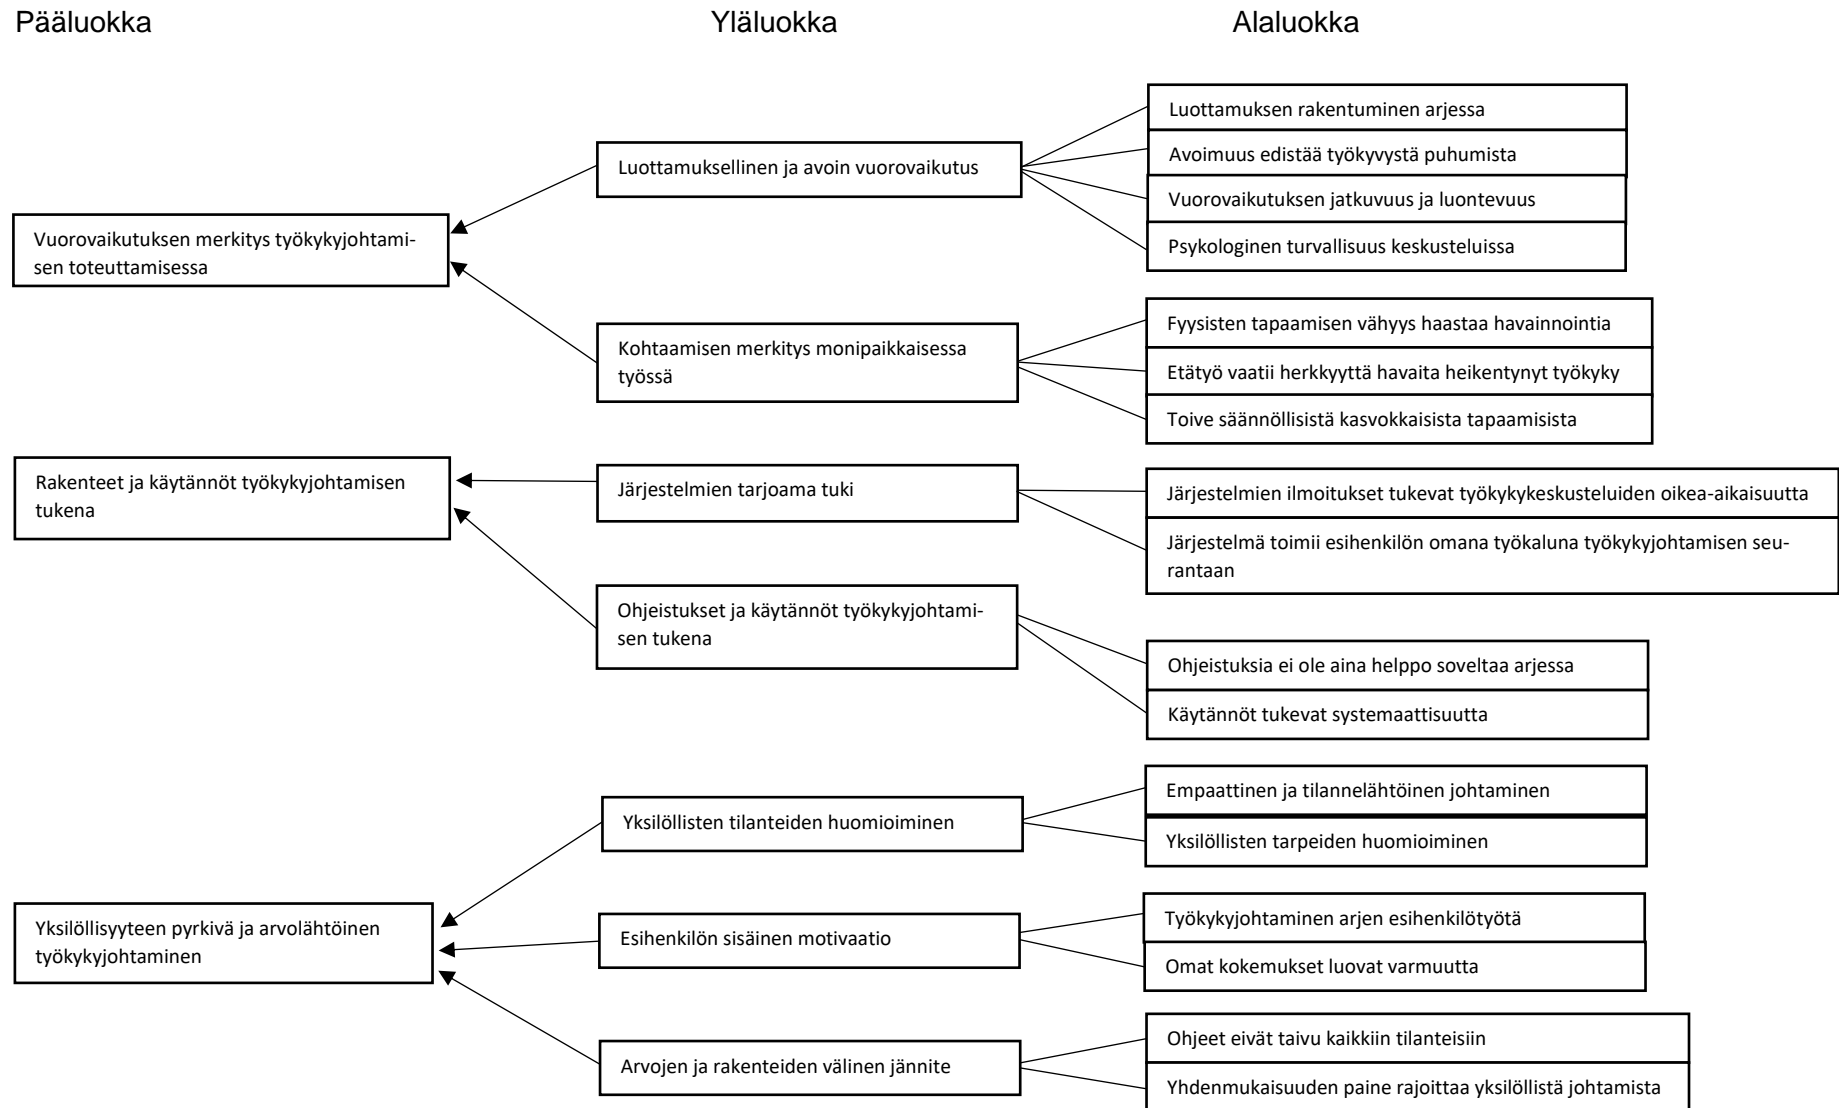 Pääluokka
Yläluokka
Alaluokka
Vuorovaikutuksen merkitys työkykyjohtami-
sen toteuttamisessa
Luottamuksellinen ja avoin vuorovaikutus
Luottamuksen rakentuminen arjessa
Avoimuus edistää työkyvystä puhumista
Vuorovaikutuksen jatkuvuus ja luontevuus
Psykologinen turvallisuus keskusteluissa
Kohtaamisen merkitys monipaikkaisessa
työssä
Fyysisten tapaamisen vähyys haastaa havainnointia
Etätyö vaatii herkkyyttä havaita heikentynyt työkyky
Toive säännöllisistä kasvokkaisista tapaamisista
Rakenteet ja käytännöt työkykyjohtamisen
tukena
Järjestelmien tarjoama tuki
Järjestelmien ilmoitukset tukevat työkykykeskusteluiden oikea-aikaisuutta
Järjestelmä toimii esihenkilön omana työkaluna työkykyjohtamisen seu-
rantaan
Ohjeistukset ja käytännöt työkykyjohtami-
sen tukena
Ohjeistuksia ei ole aina helppo soveltaa arjessa
Käytännöt tukevat systemaattisuutta
Yksilöllisyyteen pyrkivä ja arvolähtöinen
työkykyjohtaminen
Yksilöllisten tilanteiden huomioiminen
Empaattinen ja tilannelähtöinen johtaminen
Yksilöllisten tarpeiden huomioiminen
Esihenkilön sisäinen motivaatio
Työkykyjohtaminen arjen esihenkilötyötä
Omat kokemukset luovat varmuutta
Arvojen ja rakenteiden välinen jännite
Ohjeet eivät taivu kaikkiin tilanteisiin
Yhdenmukaisuuden paine rajoittaa yksilöllistä johtamista